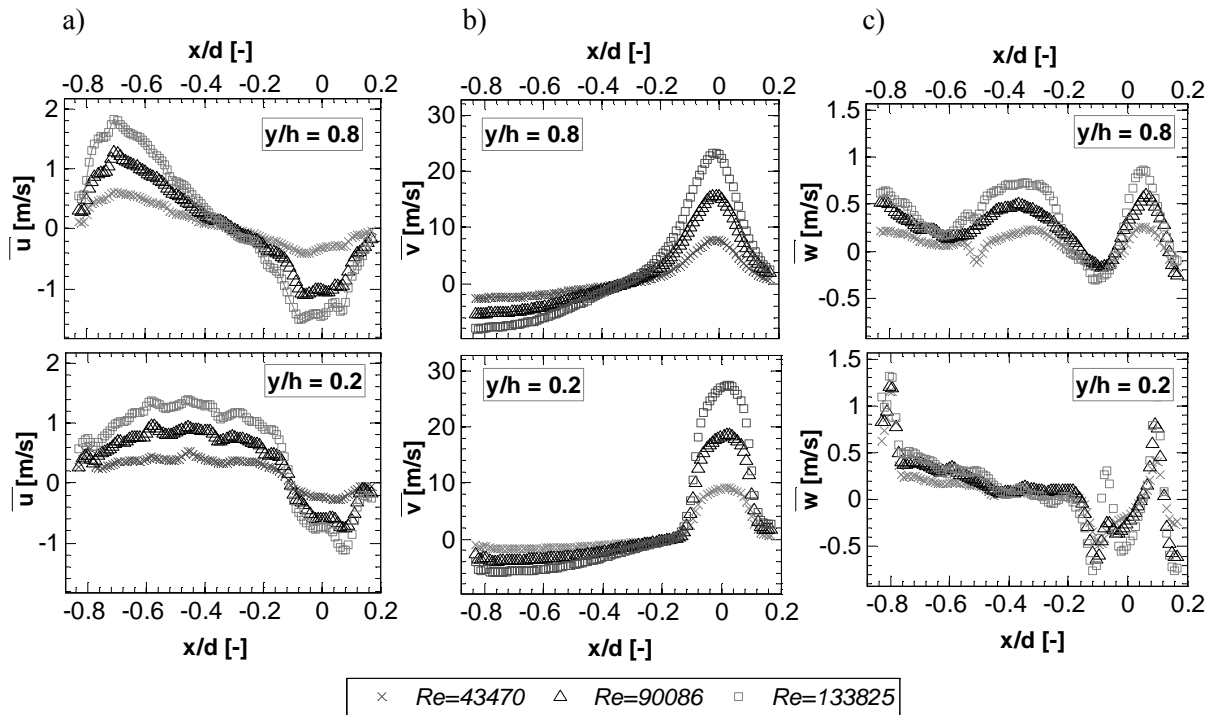 a)
b)
c)
x/d [-]
x/d [-]
x/d [-]
-0.8 -0.6 -0.4 -0.2 0 0.2
-0.8 -0.6 -0.4 -0.2 0 0.2
-0.8 -0.6 -0.4 -0.2 0 0.2
y/h = 0.8
2
1
0
-1
u [m/s]
y/h = 0.8
30
20
10
0
v [m/s]
y/h = 0.8
1.5
1
0.5
0
-0.5
w [m/s]
y/h = 0.2
2
1
0
-1
u [m/s]
y/h = 0.2
30
20
10
0
v [m/s]
y/h = 0.2
1.5
1
0.5
0
-0.5
w [m/s]
-0.8 -0.6 -0.4 -0.2 0 0.2
-0.8 -0.6 -0.4 -0.2 0 0.2
-0.8 -0.6 -0.4 -0.2 0 0.2
x/d [-]
x/d [-]
x/d [-]
Re=43470 Re=90086 Re=133825